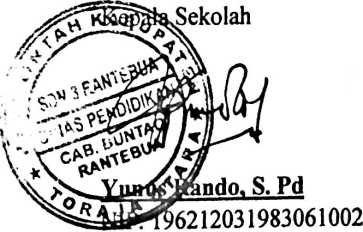 Kepala Sekolah
SDN 3 RANTEBUA
DINAS PENDIDIKAN
CAB. BUNTAO
RANTEBUA
TORAJA UTARA
Yunus Rando, S. Pd
NIP. 196212031983061002